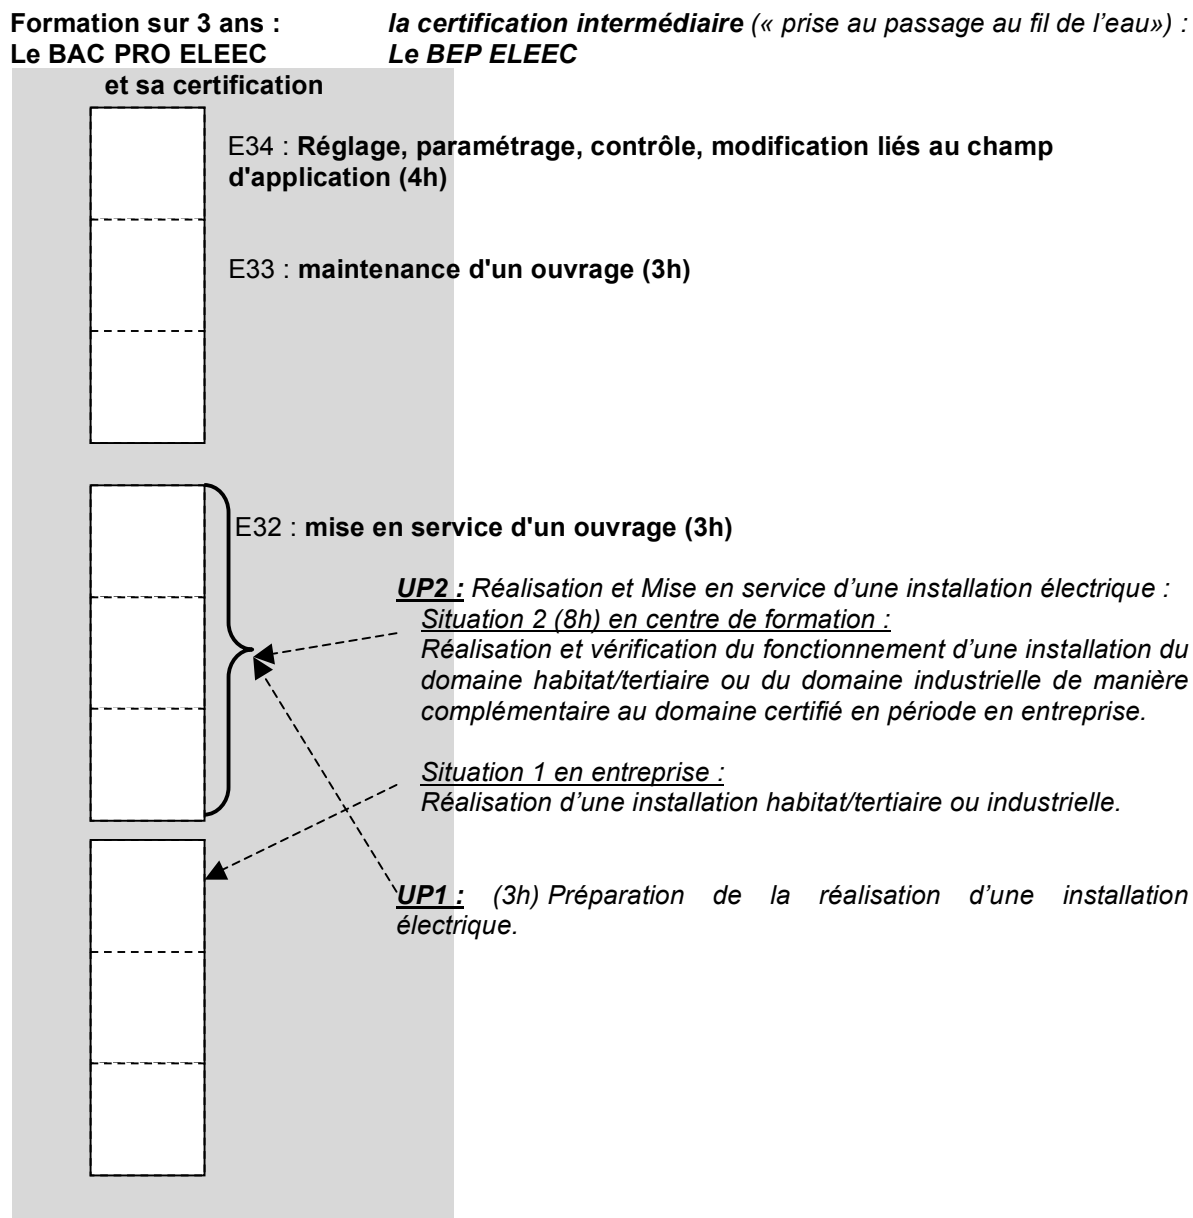 Formation sur 3 ans :
Le BAC PRO ELEEC
et sa certification
la certification intermédiaire (« prise au passage au fil de l’eau») :
Le BEP ELEEC
E34 : Réglage, paramétrage, contrôle, modification liés au champ
d'application (4h)
E33 : maintenance d'un ouvrage (3h)
E32 : mise en service d'un ouvrage (3h)
UP2 : Réalisation et Mise en service d’une installation électrique :
Situation 2 (8h) en centre de formation :
Réalisation et vérification du fonctionnement d’une installation du
domaine habitat/tertiaire ou du domaine industrielle de manière
complémentaire au domaine certifié en période en entreprise.
Situation 1 en entreprise :
Réalisation d’une installation habitat/tertiaire ou industrielle.
UP1 : (3h) Préparation de la réalisation d’une installation
électrique.